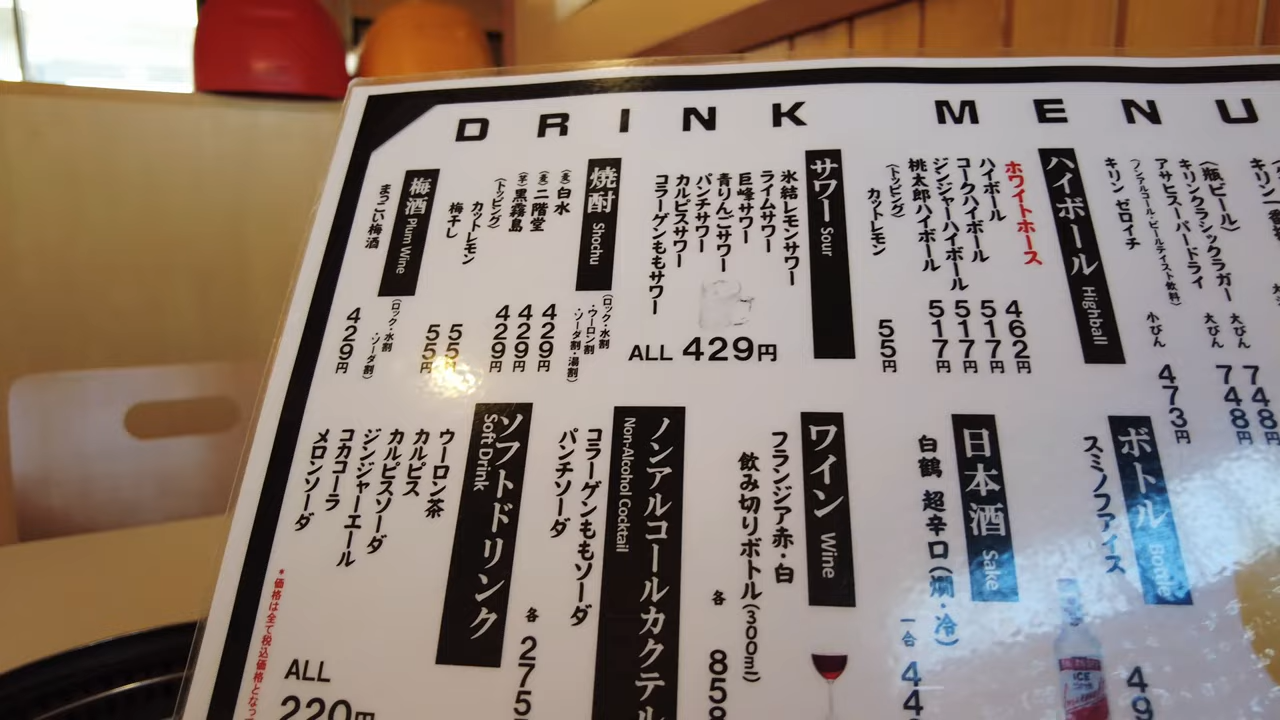 DRINK MENU
(瓶ビール)
キリンクラシックラガー 大びん 748円
アサヒスーパードライ 大びん 748円
ノンアルコール・ビールテイスト飲料)
キリン ゼロイチ 小びん 473円
ハイボール Highball
ホワイトホース
ハイボール 462円
コークハイボール 517円
ジンジャーハイボール 517円
桃太郎ハイボール 517円
(トッピング)
カットレモン 55円
サワー Sour
氷結レモンサワー
ライムサワー
巨峰サワー
青りんごサワー
パンチサワー
カルピスサワー
コラーゲンももサワー
ALL 429円
焼酎 Shochu
(ロック・水割
・ウーロン割
・ソーダ割・湯割)
(麦)白水 429円
(麦)二階堂 429円
(芋)黒霧島 429円
(トッピング)
カットレモン 55円
梅干し 55円
梅酒 Plum Wine
(ロック・水割
・ソーダ割)
まっこい梅酒 429円
ボトル Bottle
スミノフアイス
日本酒 Sake
白鶴 超辛口(燗・冷)
一合
ワイン Wine
フランジア赤・白
飲み切りボトル(300ml)
各 858
ノンアルコールカクテル
Non-Alcohol Cocktail
コラーゲンももソーダ
パンチソーダ
各 275
ソフトドリンク
Soft Drink
ウーロン茶
カルピス
カルピスソーダ
ジンジャーエール
コカコーラ
メロンソーダ
ALL
220円
*価格は全て税込価格となっ